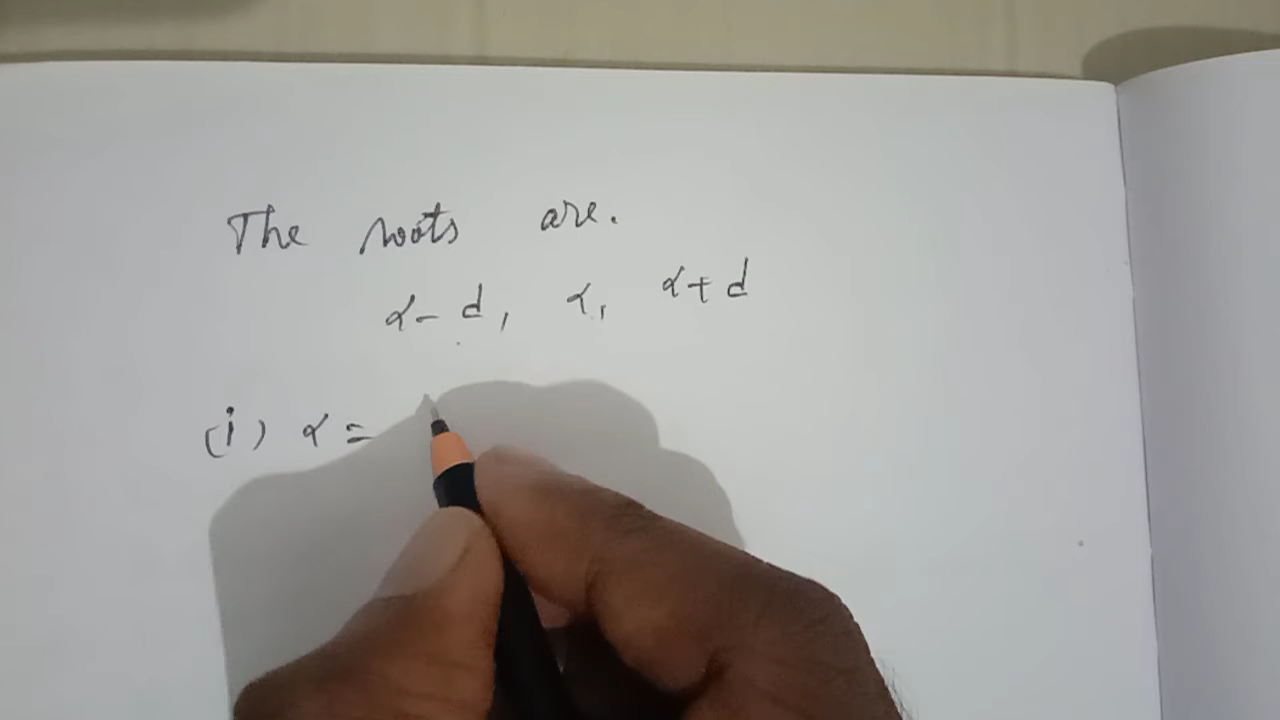 The roots are.
α - d, α, α + d
(i) α =